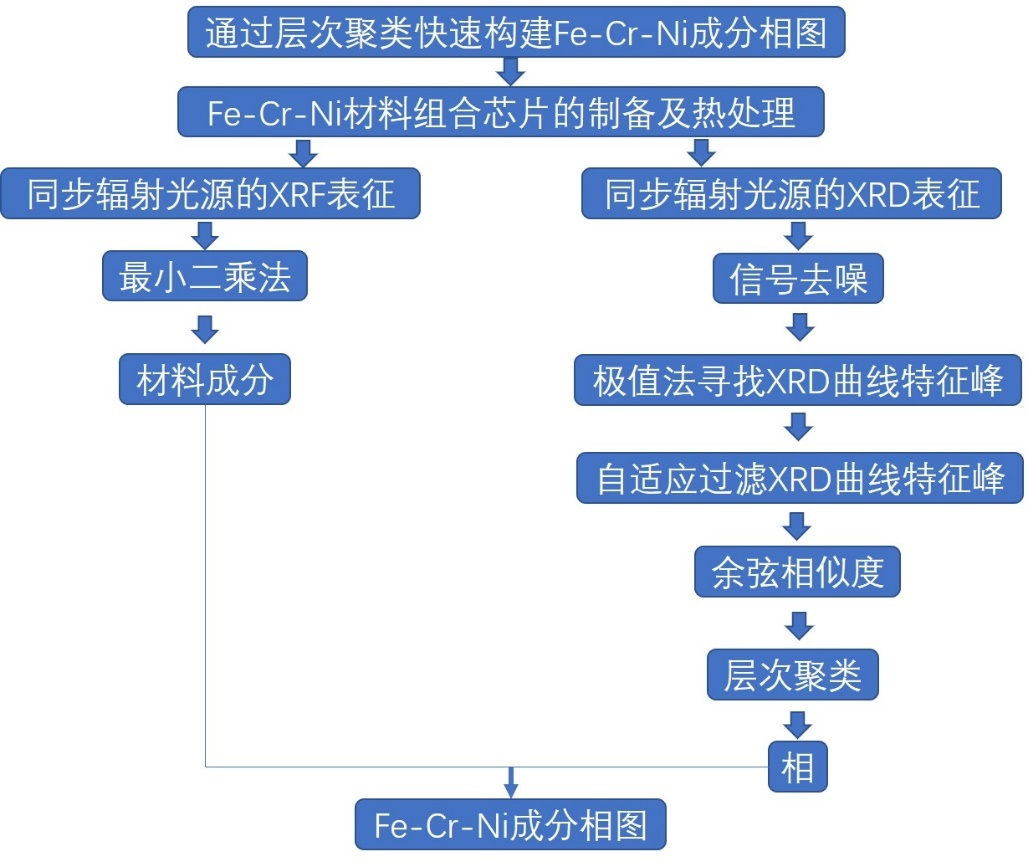 通过层次聚类快速构建Fe-Cr-Ni成分相图
Fe-Cr-Ni材料组合芯片的制备及热处理
同步辐射光源的XRF表征
同步辐射光源的XRD表征
最小二乘法
信号去噪
材料成分
极值法寻找XRD曲线特征峰
自适应过滤XRD曲线特征峰
余弦相似度
层次聚类
相
Fe-Cr-Ni成分相图